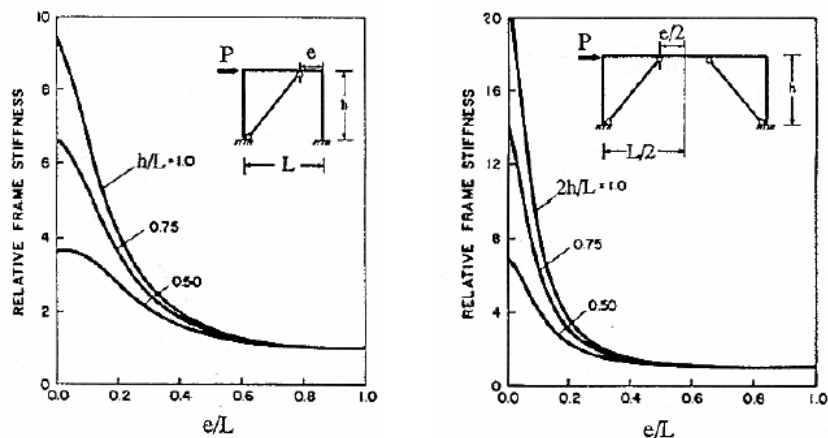 RELATIVE FRAME STIFFNESS
10
8
6
4
2
0
P
e
h
L
h/L = 1.0
0.75
0.50
0.0 0.2 0.4 0.6 0.8 1.0
e/L
RELATIVE FRAME STIFFNESS
20
16
12
8
4
0
e/2
P
h
L/2
2h/L = 1.0
0.75
0.50
0.0 0.2 0.4 0.6 0.8 1.0
e/L